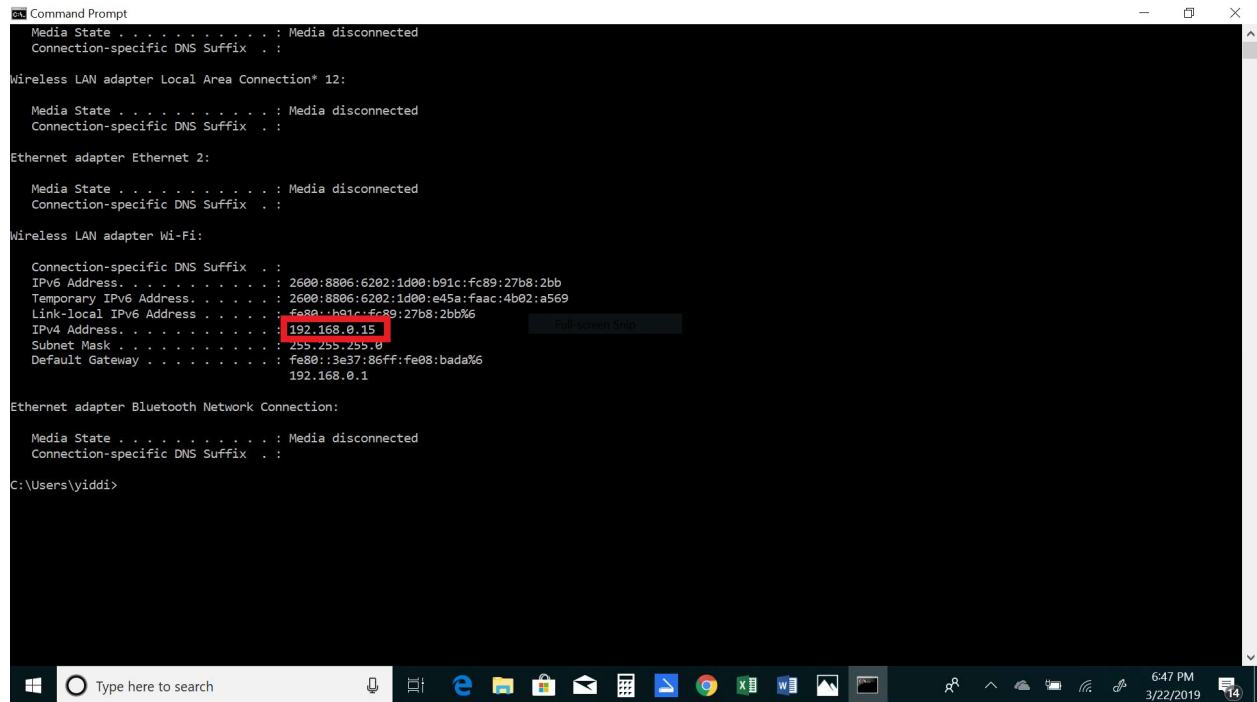 Command Prompt
Media State . . . . . . . . . . . : Media disconnected
Connection-specific DNS Suffix  . :
Wireless LAN adapter Local Area Connection* 12:
Media State . . . . . . . . . . . : Media disconnected
Connection-specific DNS Suffix  . :
Ethernet adapter Ethernet 2:
Media State . . . . . . . . . . . : Media disconnected
Connection-specific DNS Suffix  . :
Wireless LAN adapter Wi-Fi:
Connection-specific DNS Suffix  . :
IPv6 Address. . . . . . . . . . . : 2600:8806:6202:1d00:b91c:fc89:27b8:2bb
Temporary IPv6 Address. . . . . . : 2600:8806:6202:1d00:e45a:faac:4b02:a569
Link-local IPv6 Address . . . . . : fe80::b91c:fc89:27b8:2bb%6
IPv4 Address. . . . . . . . . . . : 192.168.0.15
Full-screen Snip
Subnet Mask . . . . . . . . . . . : 255.255.255.0
Default Gateway . . . . . . . . . : fe80::3e37:86ff:fe08:bada%6
192.168.0.1
Ethernet adapter Bluetooth Network Connection:
Media State . . . . . . . . . . . : Media disconnected
Connection-specific DNS Suffix  . :
C:\Users\yiddi>
Type here to search
6:47 PM
3/22/2019
14